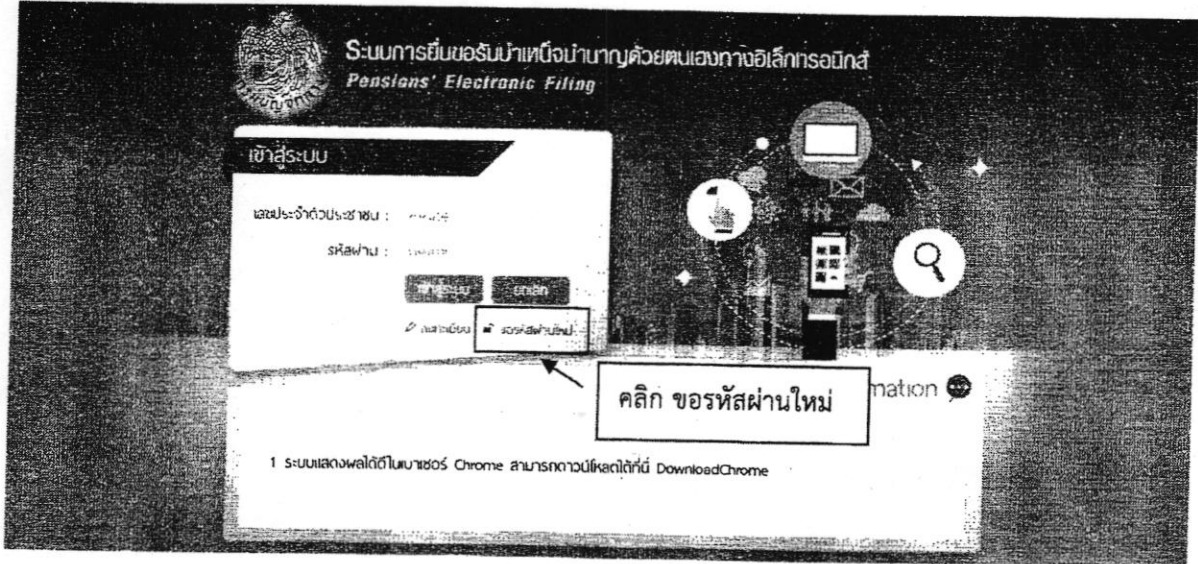 ระบบการยื่นขอรับบำเหน็จบำนาญด้วยตนเองทางอิเล็กทรอนิกส์
Pensions' Electronic Filing
เข้าสู่ระบบ
เลขประจำตัวประชาชน :
รหัสผ่าน :
เข้าสู่ระบบ ยกเลิก
ลงทะเบียน ขอรหัสผ่านใหม่
คลิก ขอรหัสผ่านใหม่
mation
1 ระบบแสดงผลได้ดีในเบาเซอร์ Chrome สามารถดาวน์โหลดได้ที่นี่ DownloadChrome